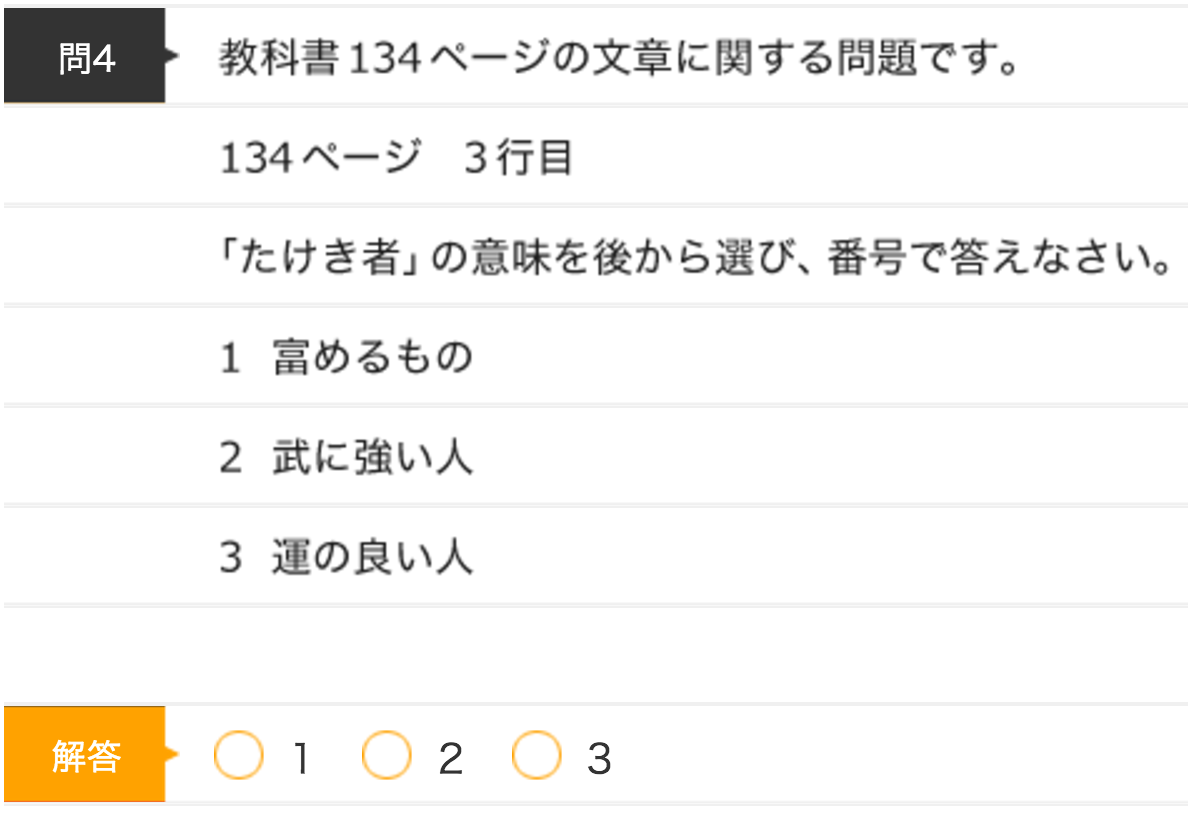 問4 教科書134ページの文章に関する問題です。
134ページ　3行目
「たけき者」の意味を後から選び、番号で答えなさい。
1 富めるもの
2 武に強い人
3 運の良い人
解答 1 2 3